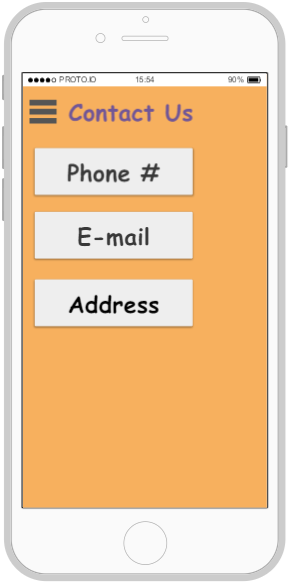 PROTO.IO 15:54 90%
Contact Us
Phone #
E-mail
Address